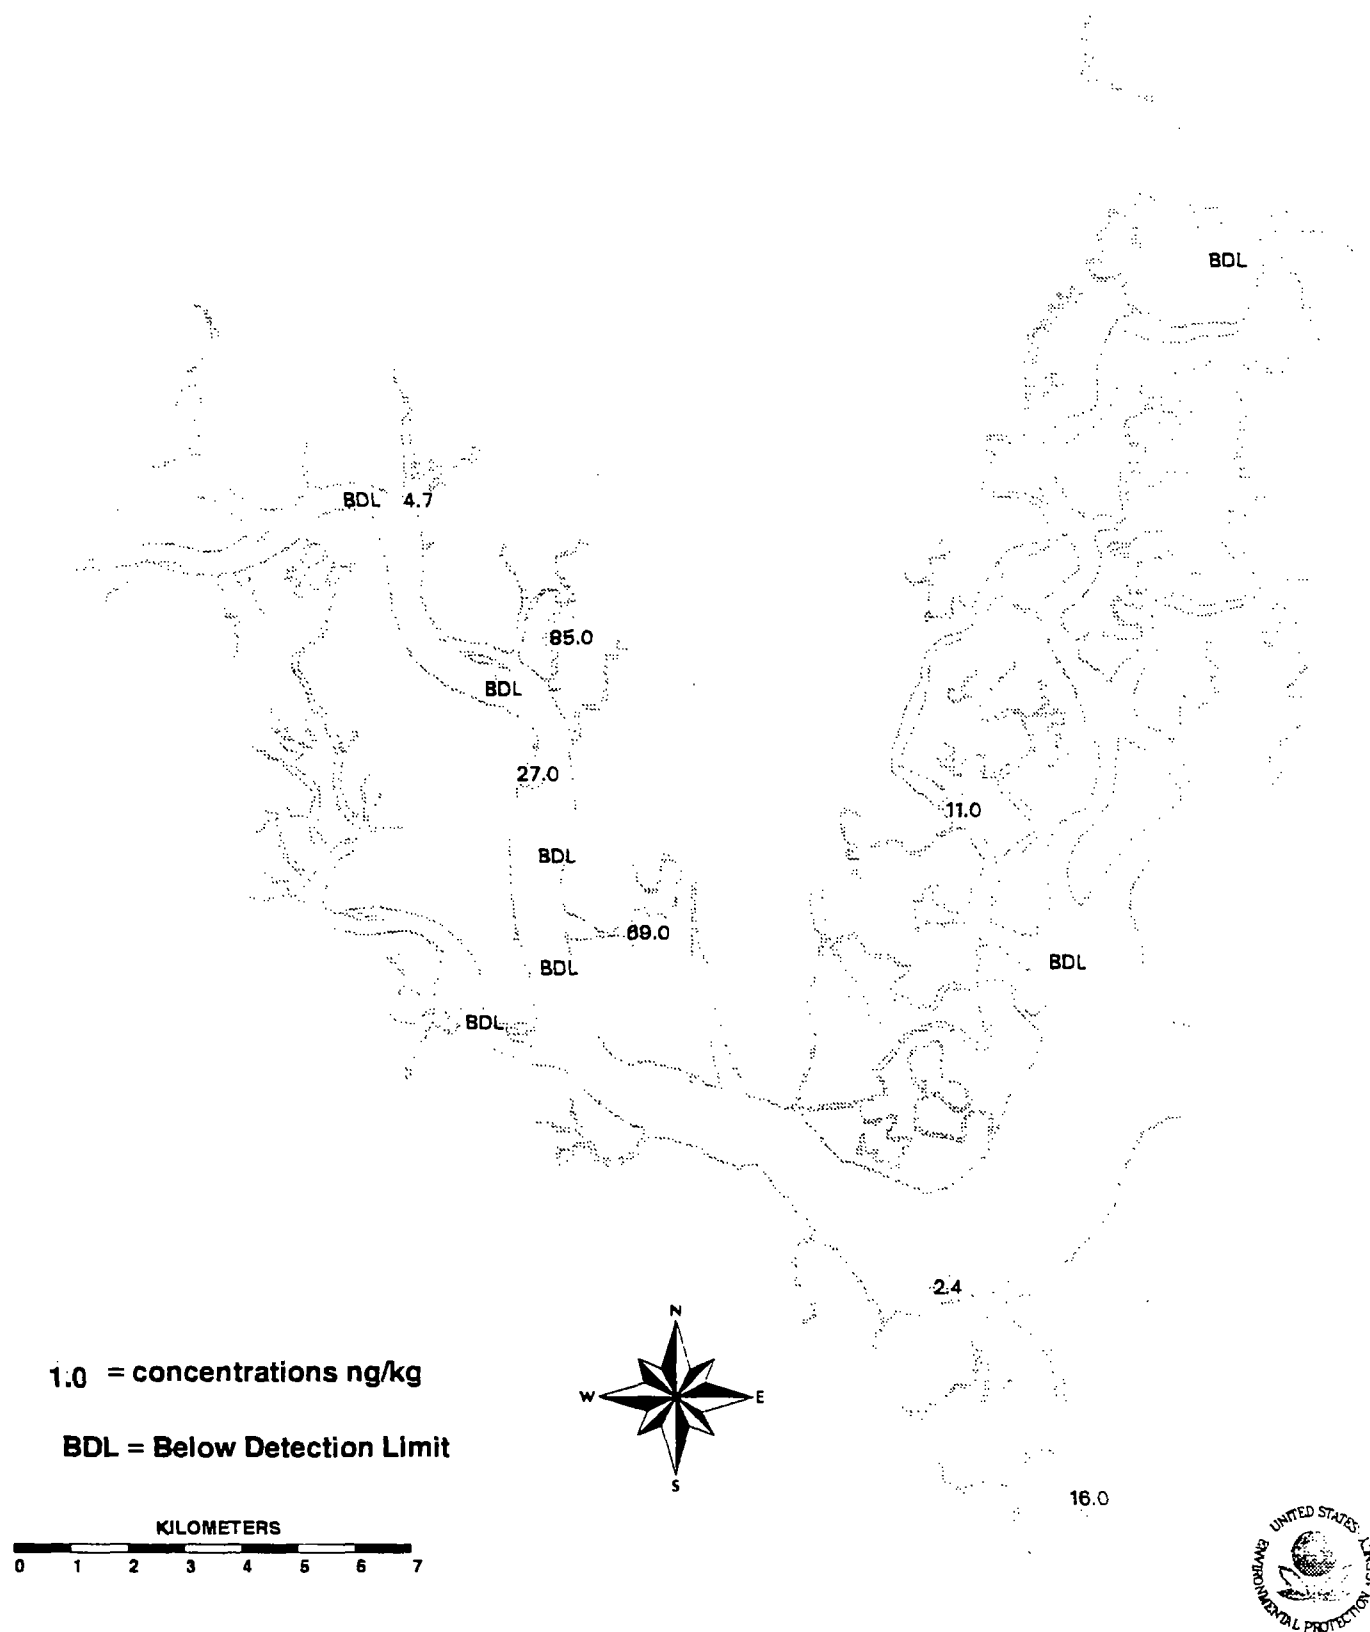 BDL
BDL 4.7
85.0
BDL
27.0
11.0
BDL
69.0
BDL
BDL
BDL
2.4
N
W E
S
1.0 = concentrations ng/kg
BDL = Below Detection Limit
16.0
KILOMETERS
0 1 2 3 4 5 6 7
UNITED STATES
ENVIRONMENTAL PROTECTION